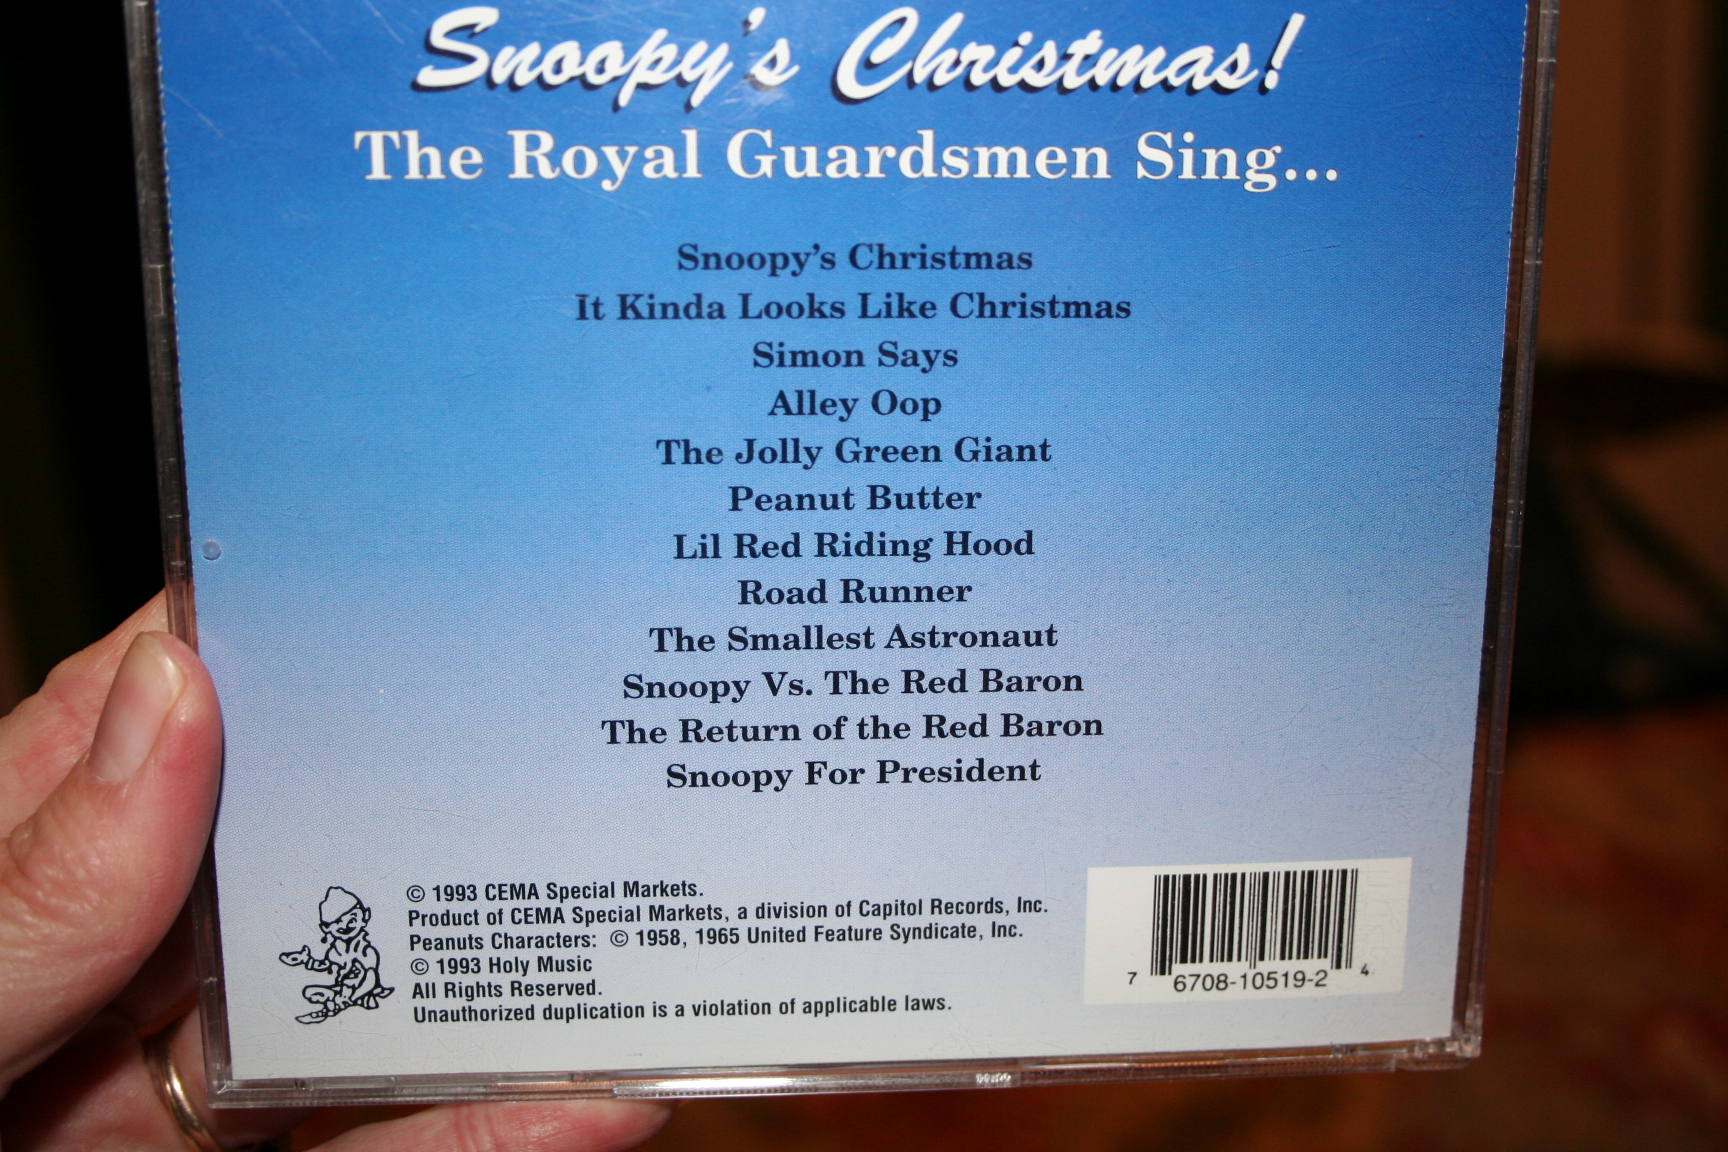 Snoopy's Christmas!
The Royal Guardsmen Sing...
Snoopy's Christmas
It Kinda Looks Like Christmas
Simon Says
Alley Oop
The Jolly Green Giant
Peanut Butter
Lil Red Riding Hood
Road Runner
The Smallest Astronaut
Snoopy Vs. The Red Baron
The Return of the Red Baron
Snoopy For President
© 1993 CEMA Special Markets.
Product of CEMA Special Markets, a division of Capitol Records, Inc.
Peanuts Characters: © 1958, 1965 United Feature Syndicate, Inc.
© 1993 Holy Music
All Rights Reserved.
Unauthorized duplication is a violation of applicable laws.
7 6708-10519-2 4